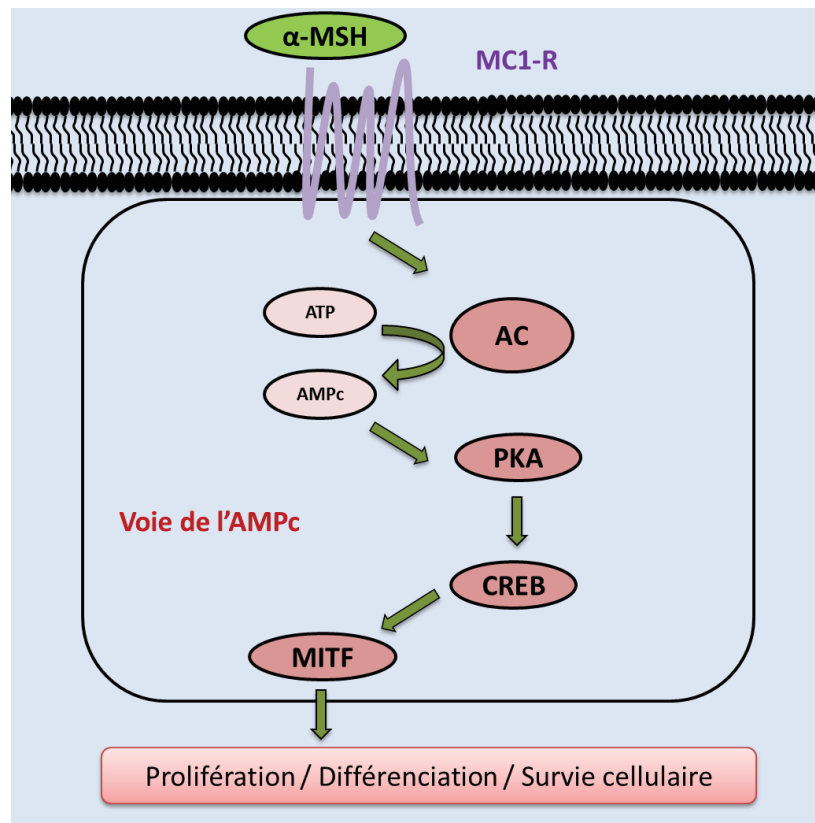 α-MSH
MC1-R
ATP
AC
AMPc
PKA
Voie de l’AMPc
CREB
MITF
Prolifération / Différenciation / Survie cellulaire